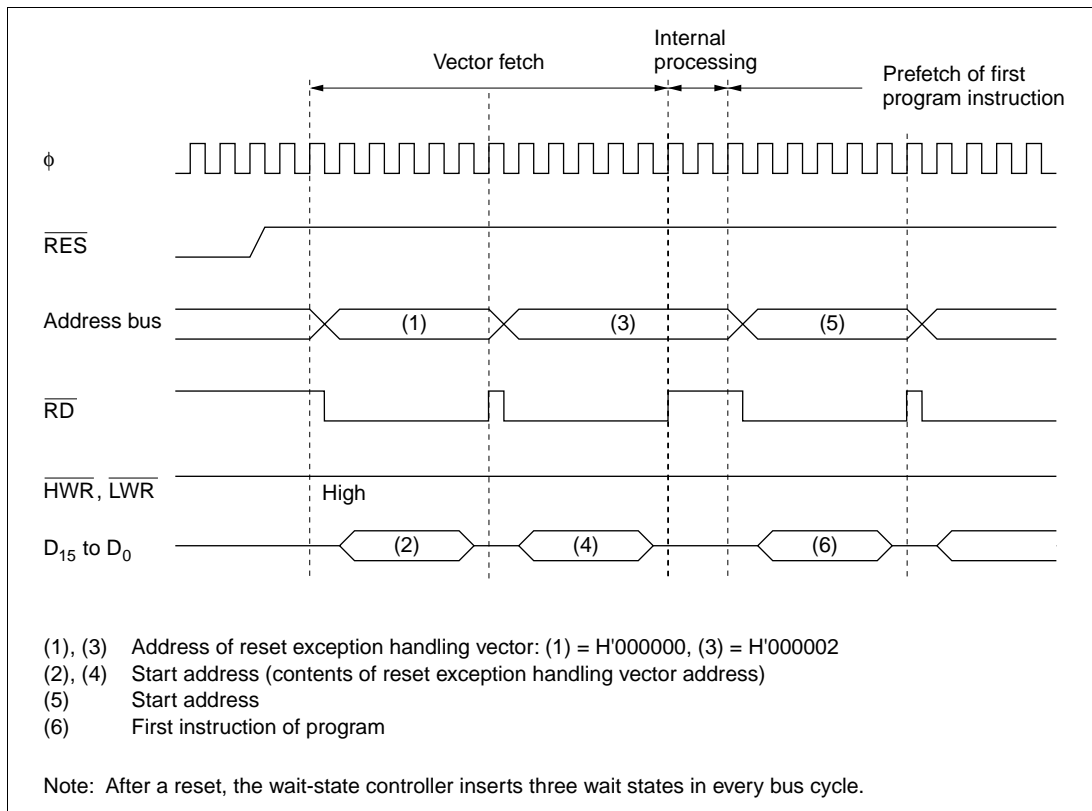 Vector fetch
Internal
processing
Prefetch of first
program instruction
ϕ
RES
Address bus
(1)
(3)
(5)
RD
HWR, LWR
High
D15 to D0
(2)
(4)
(6)
(1), (3) Address of reset exception handling vector: (1) = H'000000, (3) = H'000002
(2), (4) Start address (contents of reset exception handling vector address)
(5) Start address
(6) First instruction of program
Note: After a reset, the wait-state controller inserts three wait states in every bus cycle.